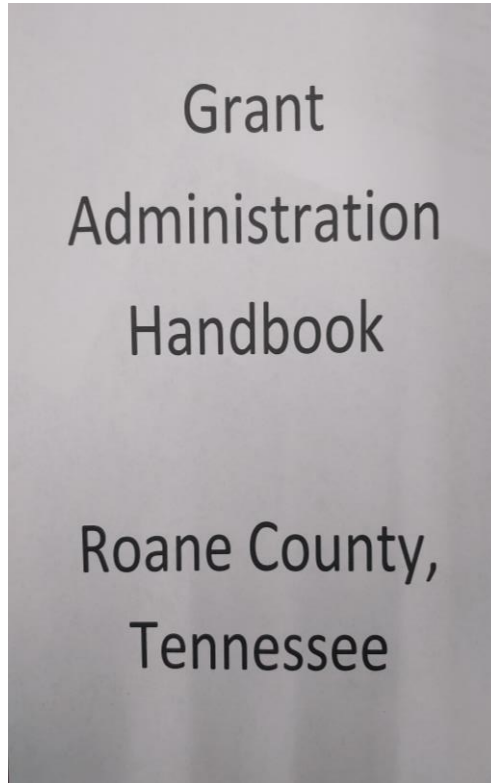 Grant
Administration
Handbook
Roane County,
Tennessee